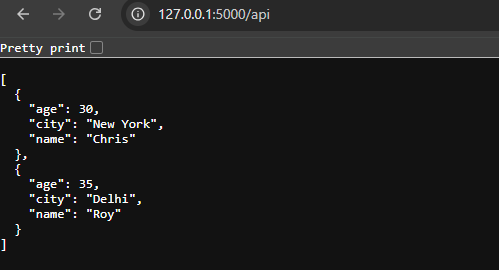 127.0.0.1:5000/api
Pretty print
[
  {
    "age": 30,
    "city": "New York",
    "name": "Chris"
  },
  {
    "age": 35,
    "city": "Delhi",
    "name": "Roy"
  }
]